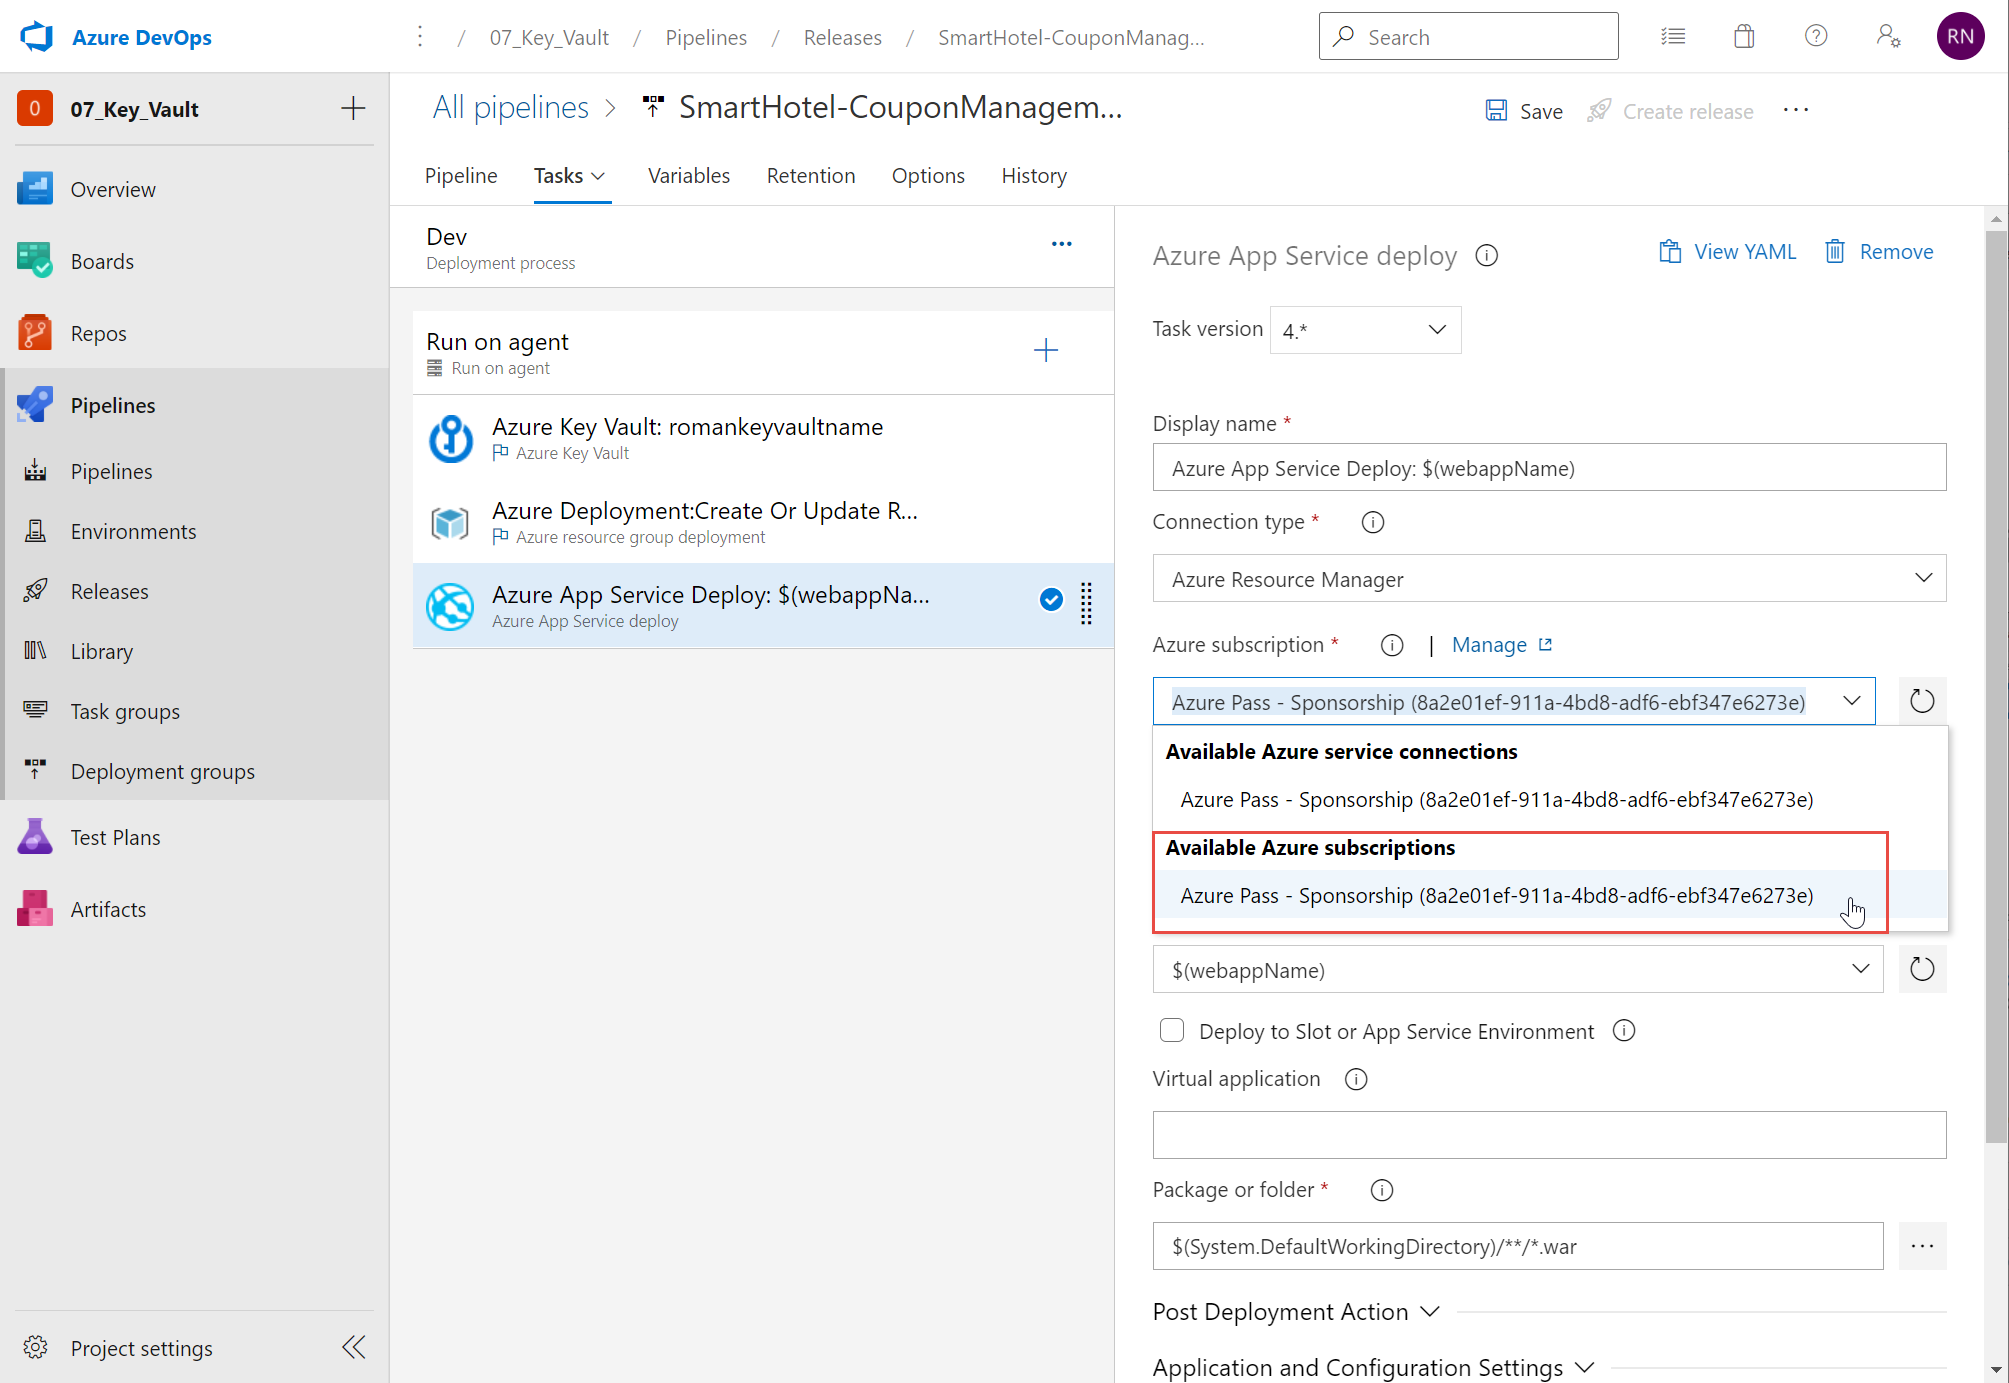 Azure DevOps
/ 07_Key_Vault / Pipelines / Releases / SmartHotel-CouponManag...
Search
RN
0 07_Key_Vault
Overview
Boards
Repos
Pipelines
Pipelines
Environments
Releases
Library
Task groups
Deployment groups
Test Plans
Artifacts
Project settings
All pipelines > SmartHotel-CouponManagem...
Save Create release ...
Pipeline Tasks Variables Retention Options History
Dev
Deployment process
Run on agent
Run on agent
Azure Key Vault: romankeyvaultname
Azure Key Vault
Azure Deployment:Create Or Update R...
Azure resource group deployment
Azure App Service Deploy: $(webappNa...
Azure App Service deploy
Azure App Service deploy
View YAML Remove
Task version 4.*
Display name *
Azure App Service Deploy: $(webappName)
Connection type *
Azure Resource Manager
Azure subscription * | Manage
Azure Pass - Sponsorship (8a2e01ef-911a-4bd8-adf6-ebf347e6273e)
Available Azure service connections
Azure Pass - Sponsorship (8a2e01ef-911a-4bd8-adf6-ebf347e6273e)
Available Azure subscriptions
Azure Pass - Sponsorship (8a2e01ef-911a-4bd8-adf6-ebf347e6273e)
$(webappName)
Deploy to Slot or App Service Environment
Virtual application
Package or folder *
$(System.DefaultWorkingDirectory)/**/*.war
...
Post Deployment Action
Application and Configuration Settings